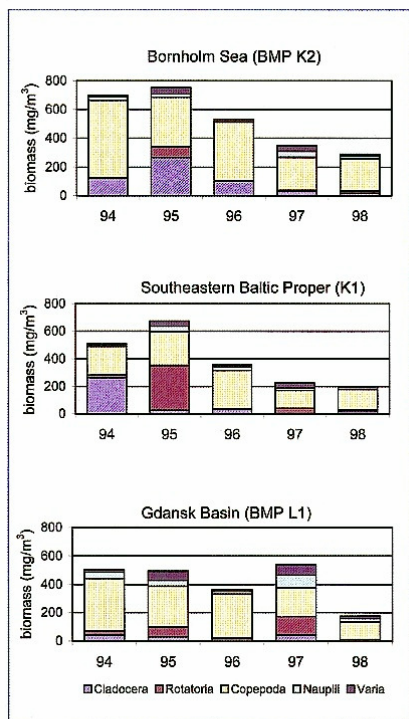 Bornholm Sea (BMP K2)
biomass (mg/m³)
800
600
400
200
0
94 95 96 97 98
Southeastern Baltic Proper (K1)
biomass (mg/m³)
800
600
400
200
0
94 95 96 97 98
Gdansk Basin (BMP L1)
biomass (mg/m³)
800
600
400
200
0
94 95 96 97 98
Cladocera Rotatoria Copepoda Nauplii Varia